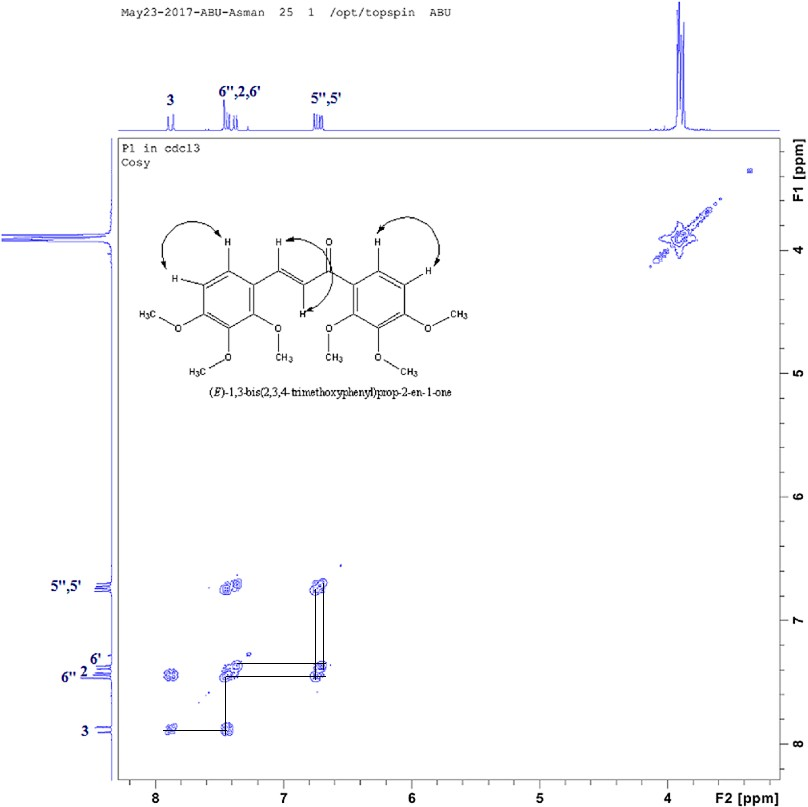 May23-2017-ABU-Asman 25 1 /opt/topspin ABU
3
6",2,6'
5",5'
P1 in cdcl3
Cosy
F1 [ppm]
4
5
6
7
8
H
H
H
O
H
H
H
H₃C
O
O
CH₃
O
O
CH₃
H₃C
O
CH₃
O
CH₃
(E)-1,3-bis(2,3,4-trimethoxyphenyl)prop-2-en-1-one
5",5'
6'
2
6"
3
8
7
6
5
4
F2 [ppm]